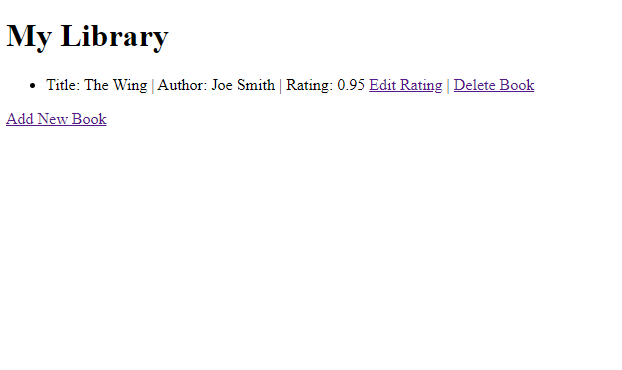 My Library
• Title: The Wing | Author: Joe Smith | Rating: 0.95 Edit Rating | Delete Book
Add New Book